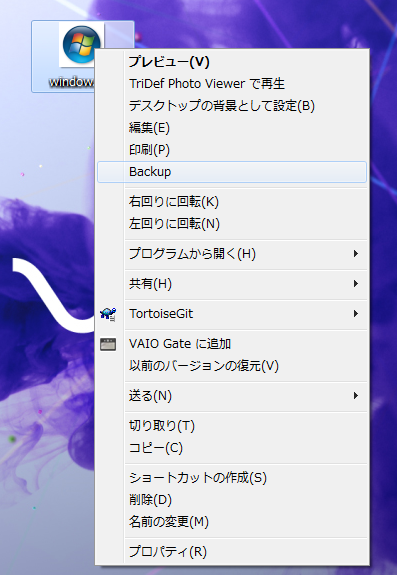 window
プレビュー(V)
TriDef Photo Viewer で再生
デスクトップの背景として設定(B)
編集(E)
印刷(P)
Backup
右回りに回転(K)
左回りに回転(N)
プログラムから開く(H)
共有(H)
TortoiseGit
VAIO Gate に追加
以前のバージョンの復元(V)
送る(N)
切り取り(T)
コピー(C)
ショートカットの作成(S)
削除(D)
名前の変更(M)
プロパティ(R)